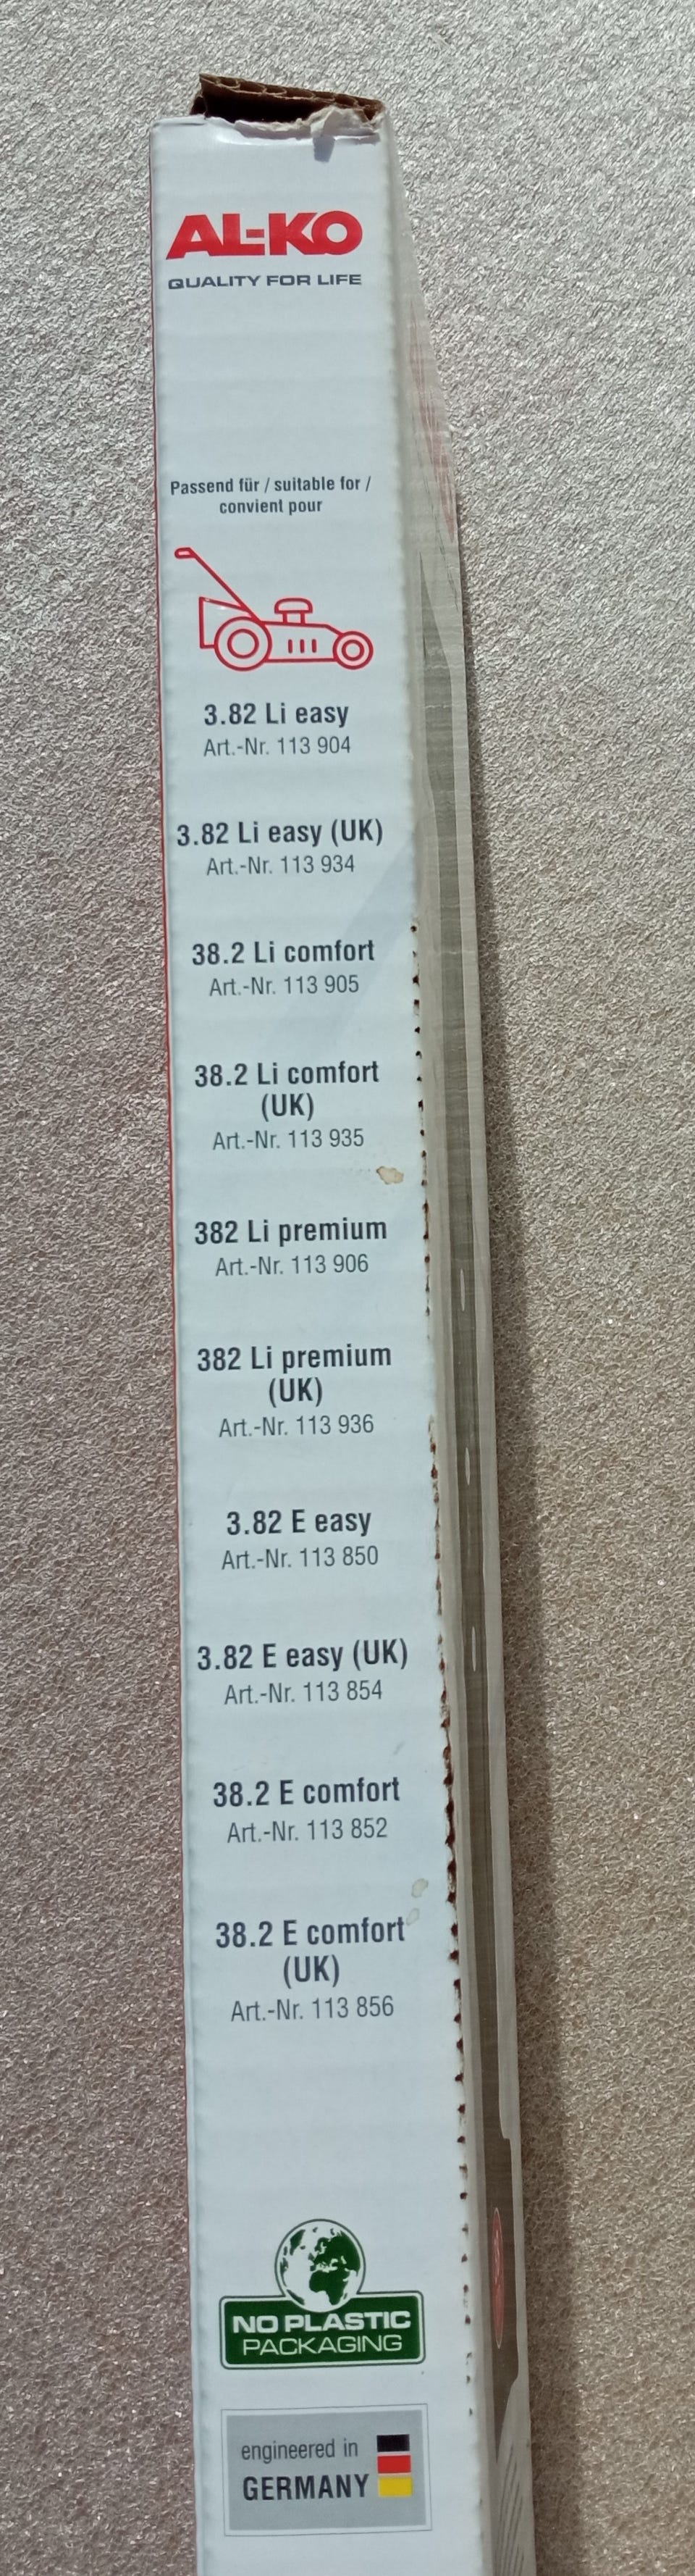 AL-KO
QUALITY FOR LIFE
Passend für / suitable for /
convient pour
3.82 Li easy
Art.-Nr. 113 904
3.82 Li easy (UK)
Art.-Nr. 113 934
38.2 Li comfort
Art.-Nr. 113 905
38.2 Li comfort
(UK)
Art.-Nr. 113 935
382 Li premium
Art.-Nr. 113 906
382 Li premium
(UK)
Art.-Nr. 113 936
3.82 E easy
Art.-Nr. 113 850
3.82 E easy (UK)
Art.-Nr. 113 854
38.2 E comfort
Art.-Nr. 113 852
38.2 E comfort
(UK)
Art.-Nr. 113 856
NO PLASTIC
PACKAGING
engineered in
GERMANY